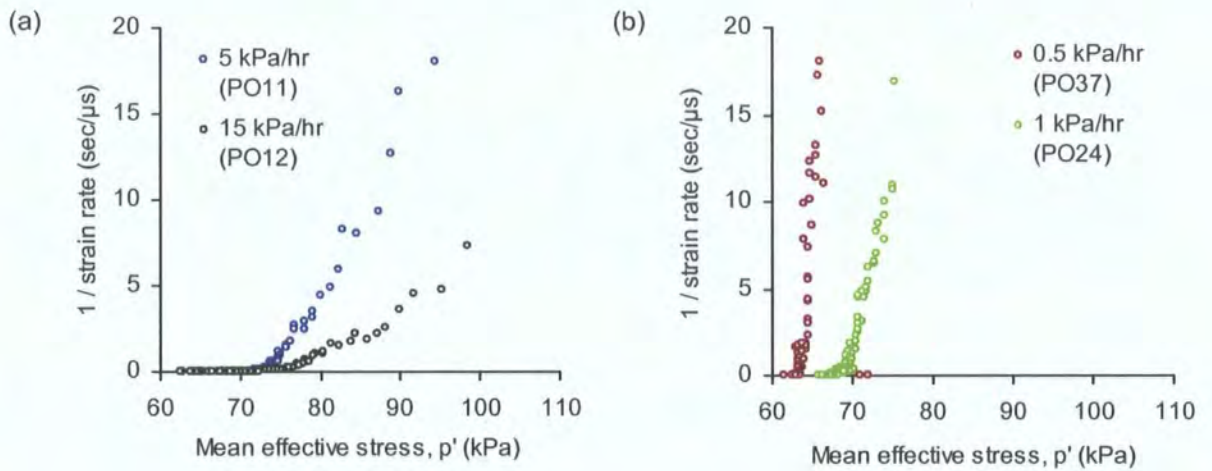 (a)
20
15
10
5
0
1 / strain rate (sec/μs)
5 kPa/hr
(PO11)
15 kPa/hr
(PO12)
60 70 80 90 100 110
Mean effective stress, p' (kPa)
(b)
20
15
10
5
0
1 / strain rate (sec/μs)
0.5 kPa/hr
(PO37)
1 kPa/hr
(PO24)
60 70 80 90 100 110
Mean effective stress, p' (kPa)